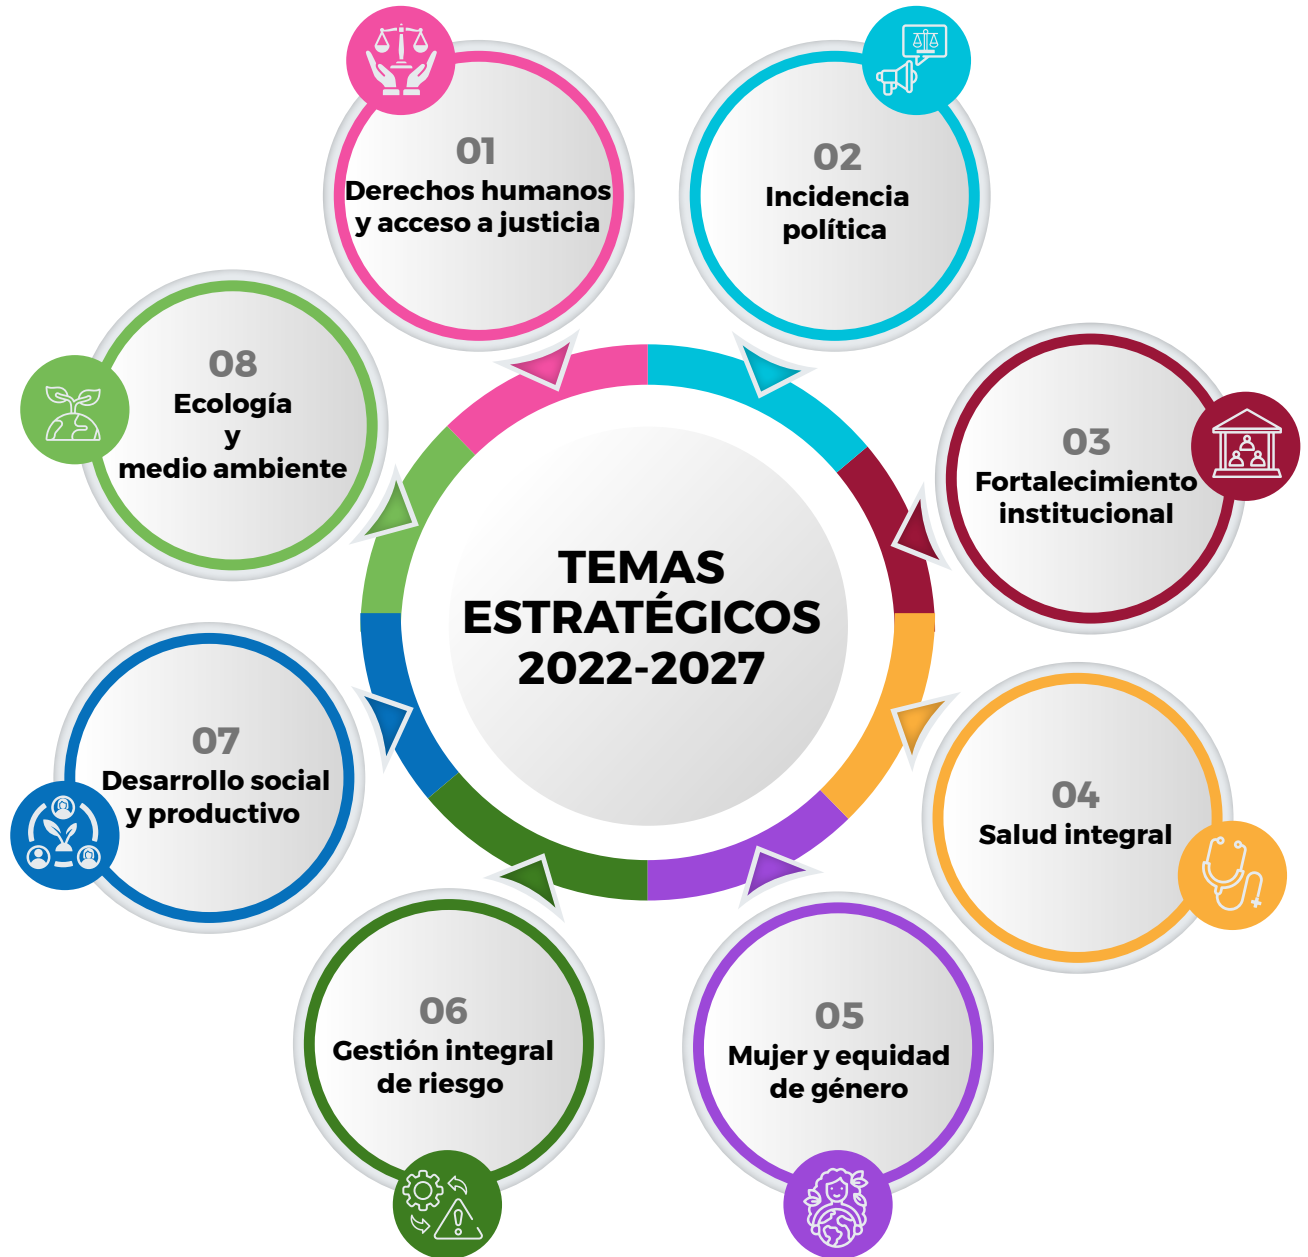 TEMAS
ESTRATÉGICOS
2022-2027
01
Derechos humanos
y acceso a justicia
02
Incidencia
política
03
Fortalecimiento
institucional
04
Salud integral
05
Mujer y equidad
de género
06
Gestión integral
de riesgo
07
Desarrollo social
y productivo
08
Ecología
y
medio ambiente